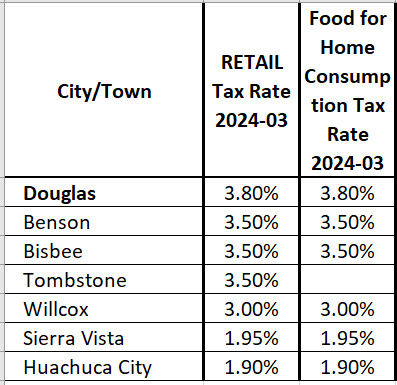 City/Town RETAIL Tax Rate 2024-03 Food for Home Consump tion Tax Rate 2024-03
Douglas 3.80% 3.80%
Benson 3.50% 3.50%
Bisbee 3.50% 3.50%
Tombstone 3.50%
Willcox 3.00% 3.00%
Sierra Vista 1.95% 1.95%
Huachuca City 1.90% 1.90%